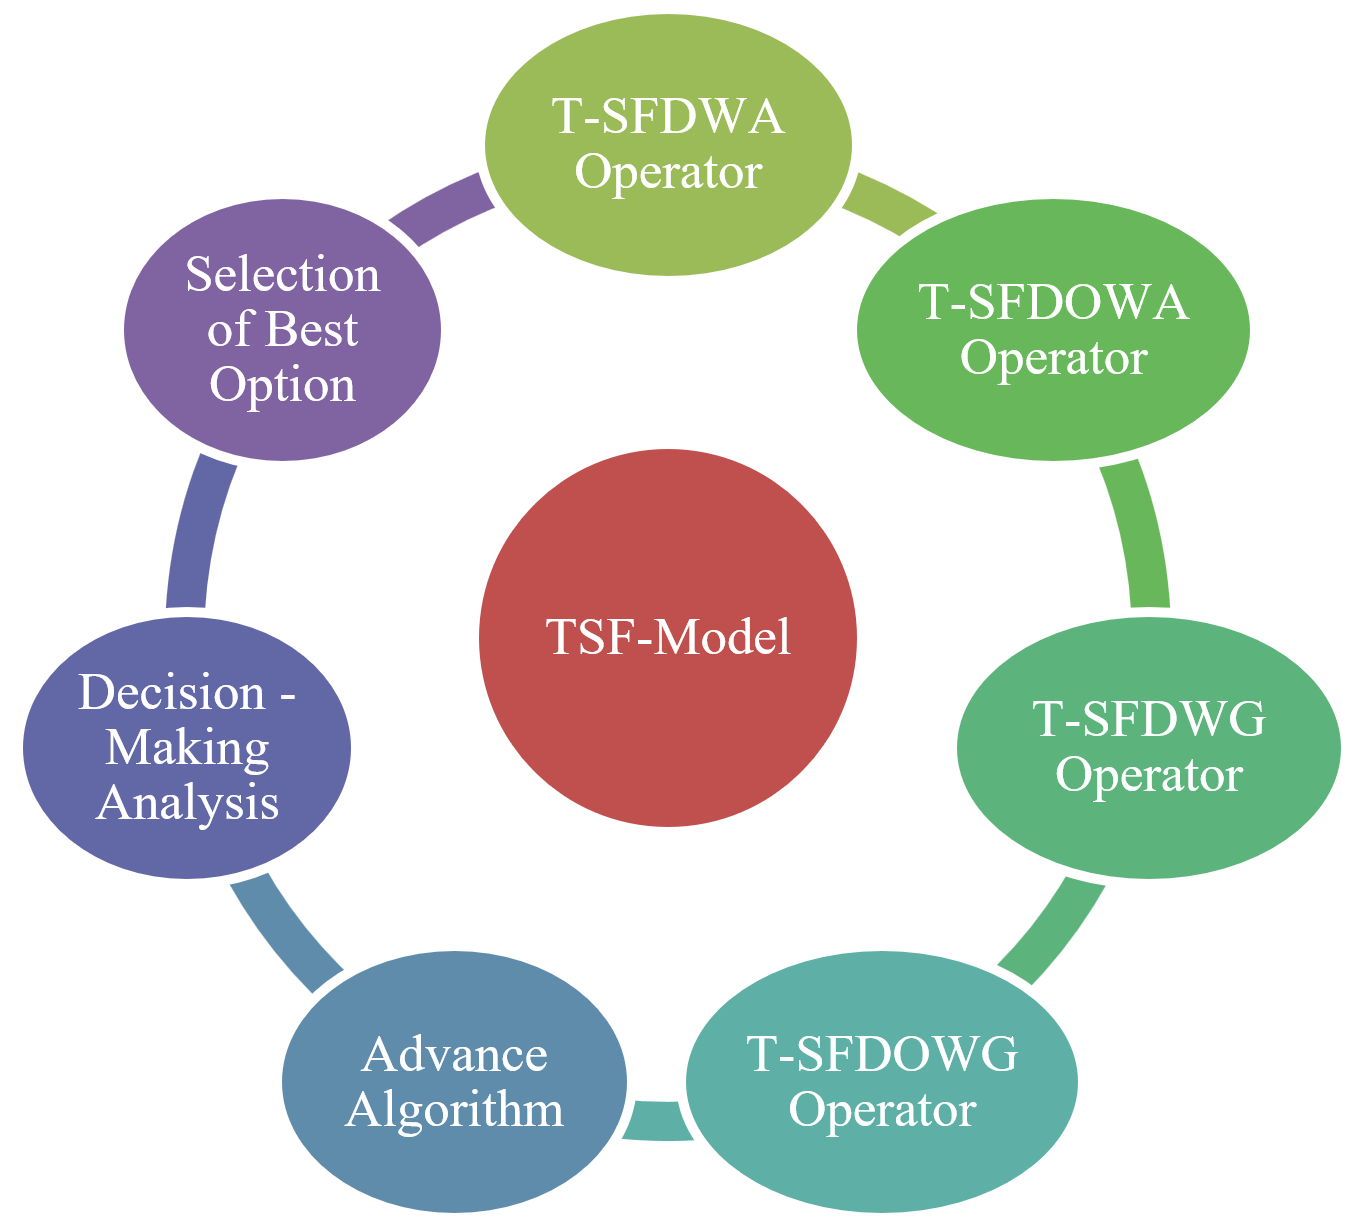 T-SFDWA
Operator
T-SFDOWA
Operator
T-SFDWG
Operator
T-SFDOWG
Operator
Advance
Algorithm
Decision -
Making
Analysis
Selection
of Best
Option
TSF-Model